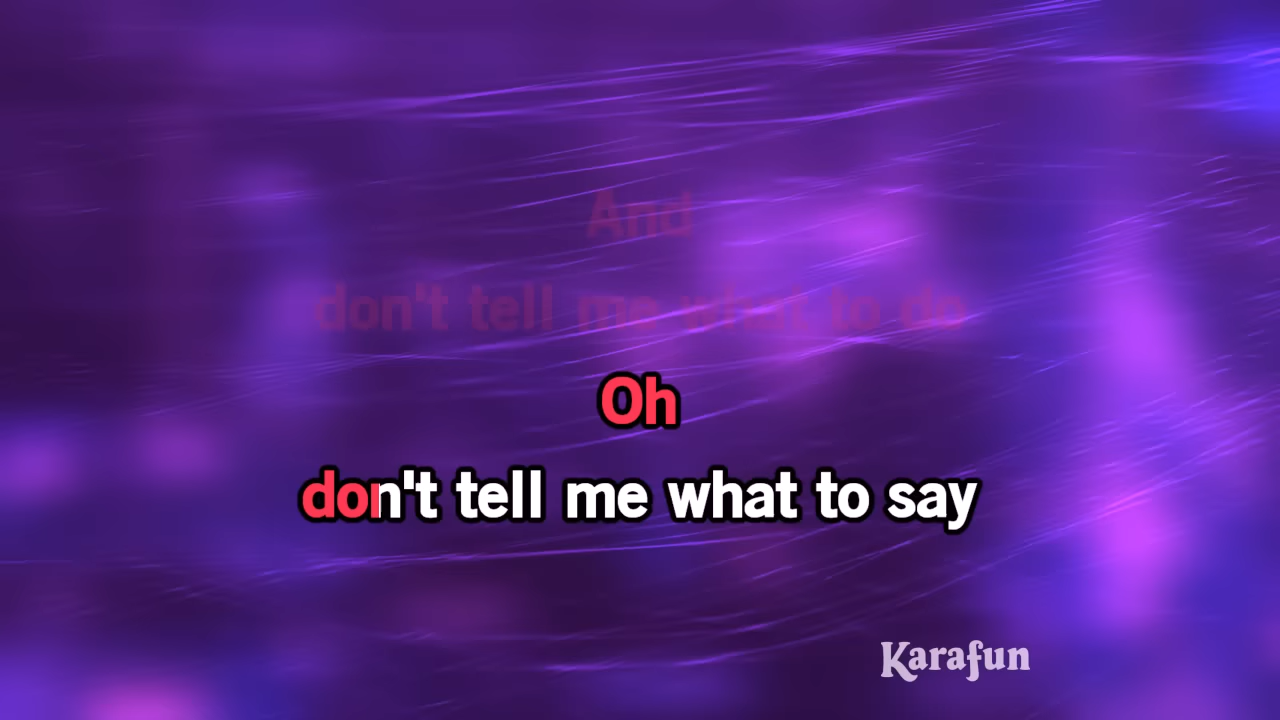 And
don't tell me what to do
Oh
don't tell me what to say
Karafun